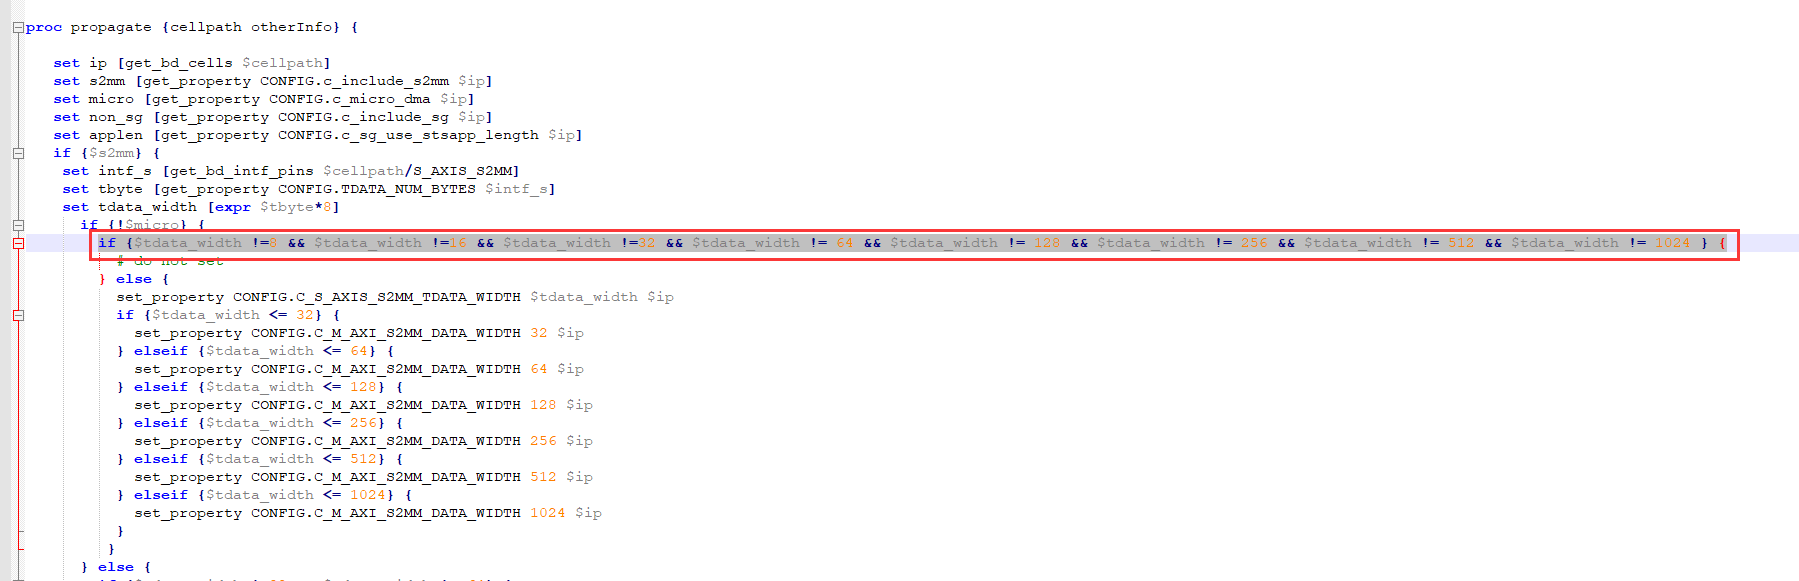 proc propagate {cellpath otherInfo} {
set ip [get_bd_cells $cellpath]
set s2mm [get_property CONFIG.c_include_s2mm $ip]
set micro [get_property CONFIG.c_micro_dma $ip]
set non_sg [get_property CONFIG.c_include_sg $ip]
set applen [get_property CONFIG.c_sg_use_stsapp_length $ip]
if {$s2mm} {
set intf_s [get_bd_intf_pins $cellpath/S_AXIS_S2MM]
set tbyte [get_property CONFIG.TDATA_NUM_BYTES $intf_s]
set tdata_width [expr $tbyte*8]
if {!$micro} {
if {$tdata_width !=8 && $tdata_width !=16 && $tdata_width !=32 && $tdata_width != 64 && $tdata_width != 128 && $tdata_width != 256 && $tdata_width != 512 && $tdata_width != 1024 } {
# do not set
} else {
set_property CONFIG.C_S_AXIS_S2MM_TDATA_WIDTH $tdata_width $ip
if {$tdata_width <= 32} {
set_property CONFIG.C_M_AXI_S2MM_DATA_WIDTH 32 $ip
} elseif {$tdata_width <= 64} {
set_property CONFIG.C_M_AXI_S2MM_DATA_WIDTH 64 $ip
} elseif {$tdata_width <= 128} {
set_property CONFIG.C_M_AXI_S2MM_DATA_WIDTH 128 $ip
} elseif {$tdata_width <= 256} {
set_property CONFIG.C_M_AXI_S2MM_DATA_WIDTH 256 $ip
} elseif {$tdata_width <= 512} {
set_property CONFIG.C_M_AXI_S2MM_DATA_WIDTH 512 $ip
} elseif {$tdata_width <= 1024} {
set_property CONFIG.C_M_AXI_S2MM_DATA_WIDTH 1024 $ip
}
}
} else {